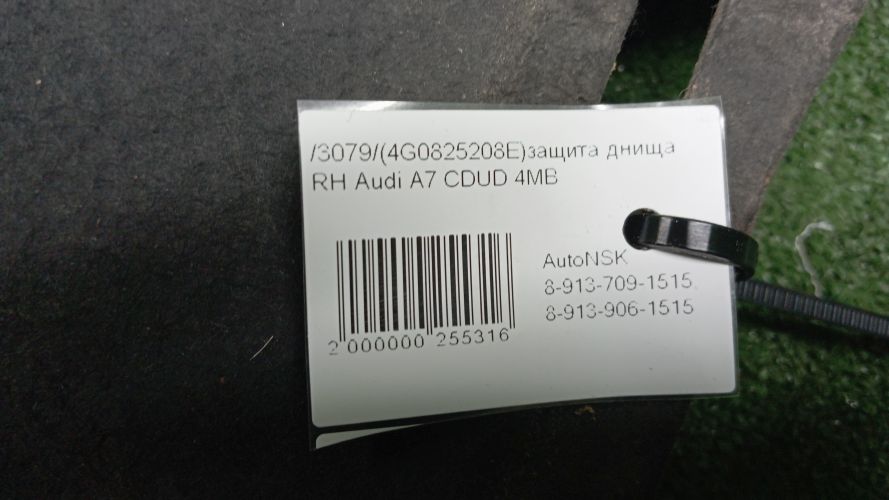 /3079/(4G0825208E)защита днища
RH Audi A7 CDUD 4MB
AutoNSK
8-913-709-1515,
8-913-906-1515
2 000000 255316